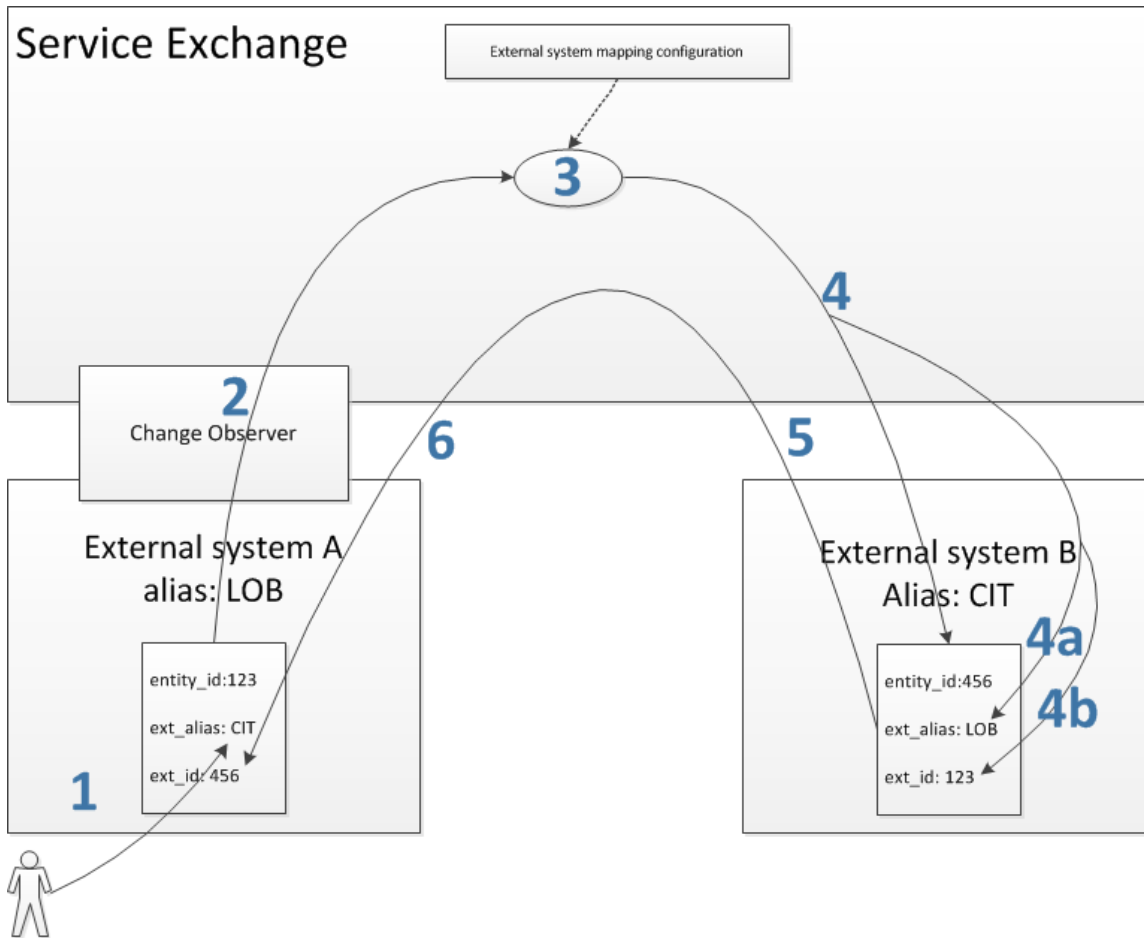 Service Exchange
External system mapping configuration
3
4
2
Change Observer
6
5
External system A
alias: LOB
External system B
Alias: CIT
entity_id:123
ext_alias: CIT
ext_id: 456
4a
4b
entity_id:456
ext_alias: LOB
ext_id: 123
1